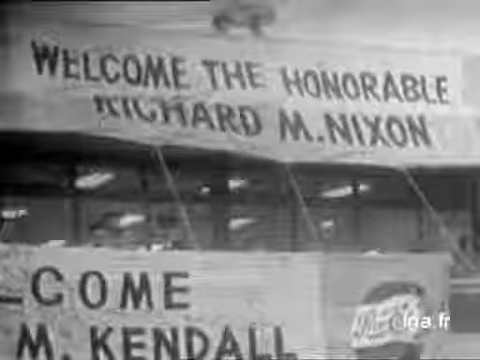 WELCOME THE HONORABLE
RICHARD M. NIXON
COME
M. KENDALL
ina.fr